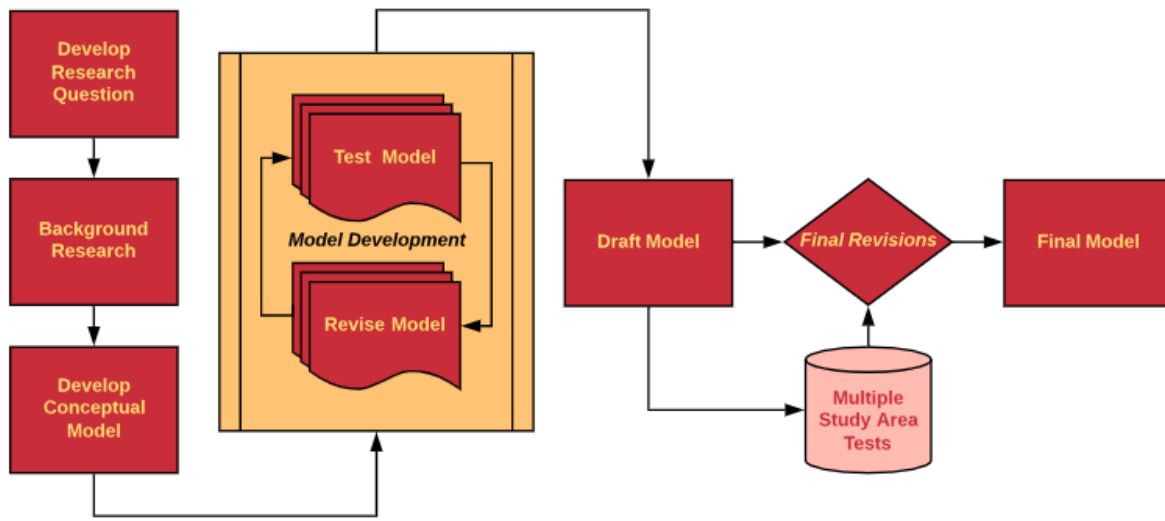 Develop
Research
Question
Background
Research
Develop
Conceptual
Model
Test Model
Model Development
Revise Model
Draft Model
Final Revisions
Multiple
Study Area
Tests
Final Model